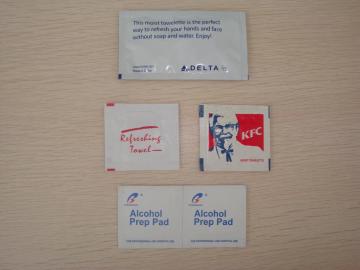 This moist towelette is the perfect
way to refresh your hands and face
without soap and water. Enjoy!
DELTA
Refreshing
Towel
KFC
Alcohol
Prep Pad
Alcohol
Prep Pad